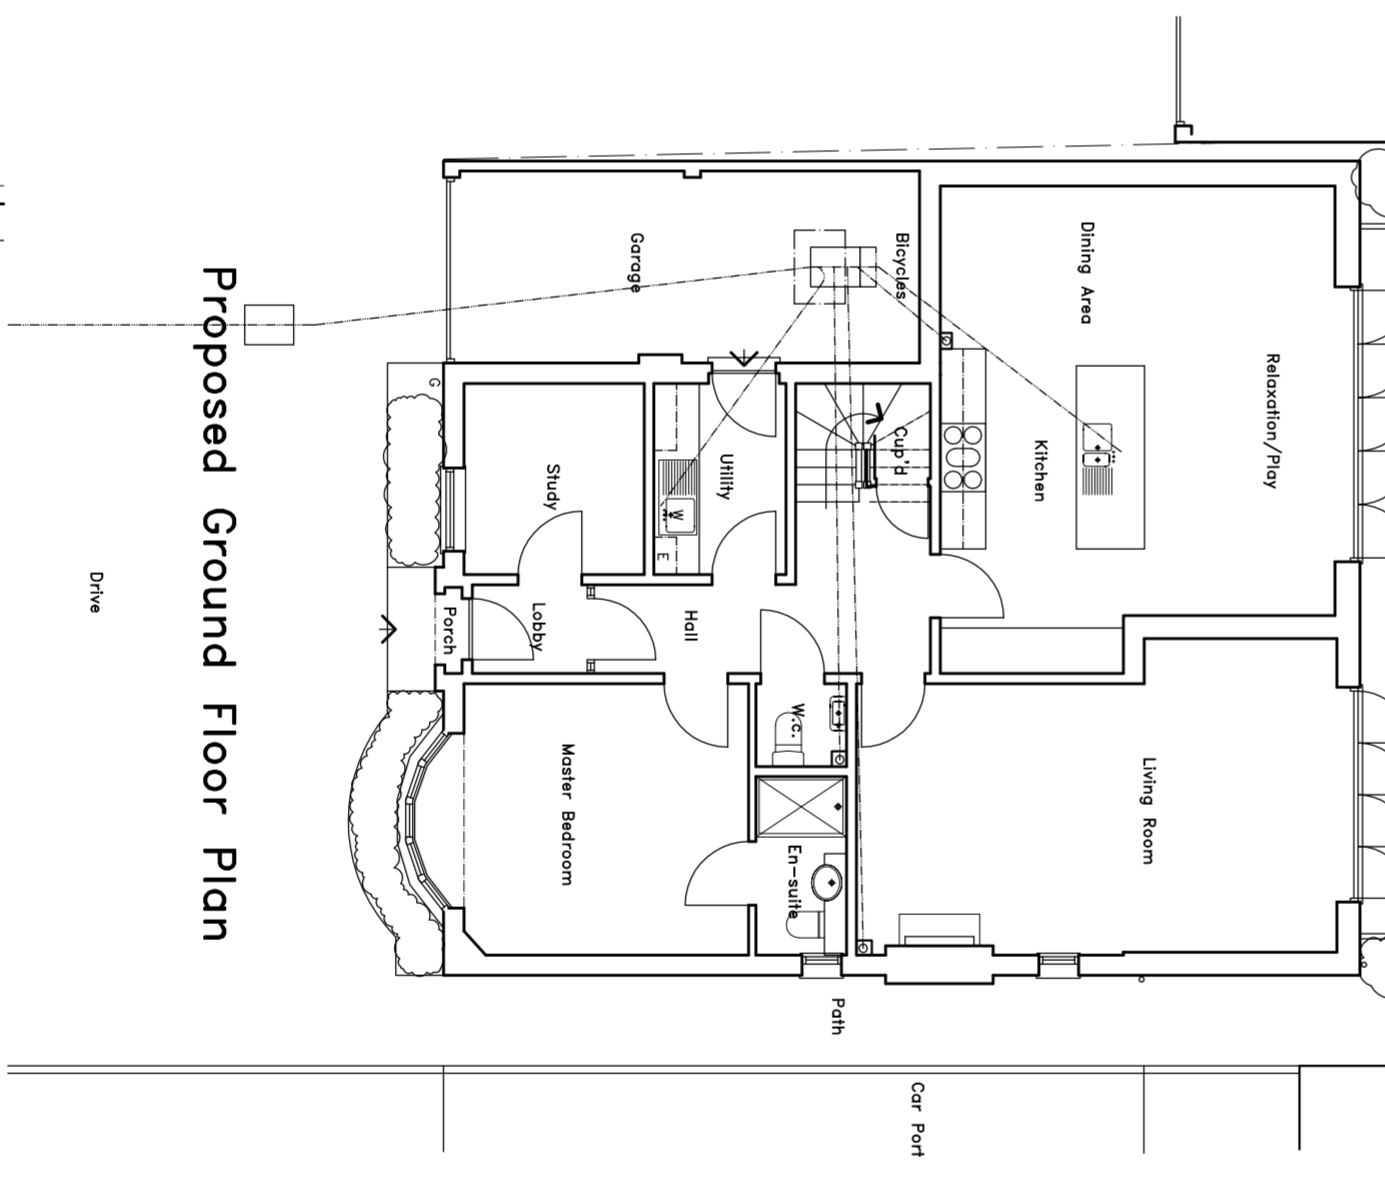 Relaxation/Play
Living Room
Dining Area
Kitchen
Car Port
Bicycles
Cup'd
Path
W.c.
En-suite
Utility
Hall
W
E
Garage
Study
Lobby
Master Bedroom
Porch
G
Proposed Ground Floor Plan
Drive